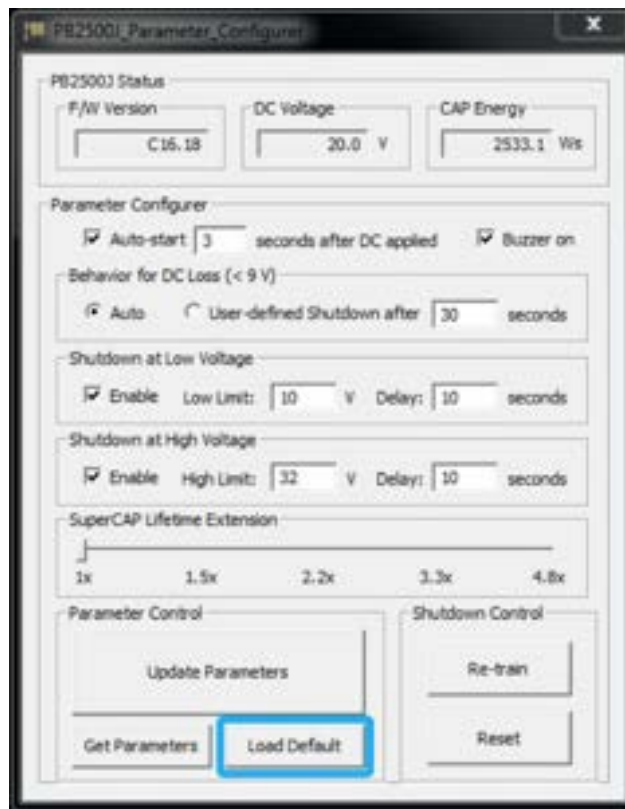 PB2500J_Parameter_Configurer
PB2500J Status
F/W Version
DC Voltage
CAP Energy
C16.18
20.0 V
2533.1 Ws
Parameter Configurer
Auto-start 3 seconds after DC applied
Buzzer on
Behavior for DC Loss (< 9 V)
Auto
User-defined Shutdown after 30 seconds
Shutdown at Low Voltage
Enable Low Limit: 10 V Delay: 10 seconds
Shutdown at High Voltage
Enable High Limit: 32 V Delay: 10 seconds
SuperCAP Lifetime Extension
1x 1.5x 2.2x 3.3x 4.8x
Parameter Control
Shutdown Control
Update Parameters
Re-train
Get Parameters
Load Default
Reset